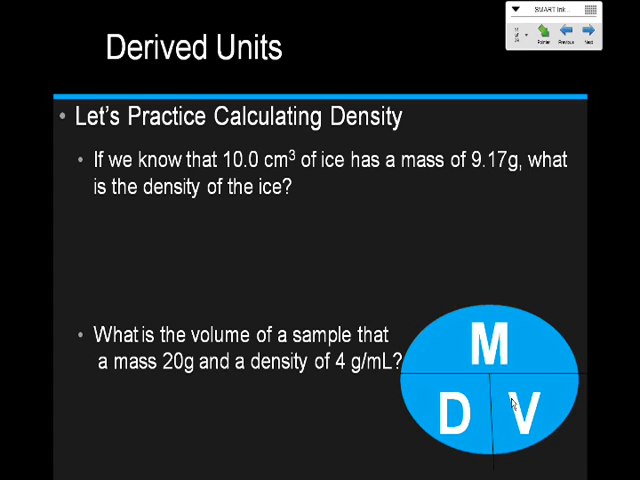 SMART Ink...
Pointer Previous Next
Derived Units
• Let's Practice Calculating Density
• If we know that 10.0 cm³ of ice has a mass of 9.17g, what
is the density of the ice?
• What is the volume of a sample that
a mass 20g and a density of 4 g/mL?
M
D V